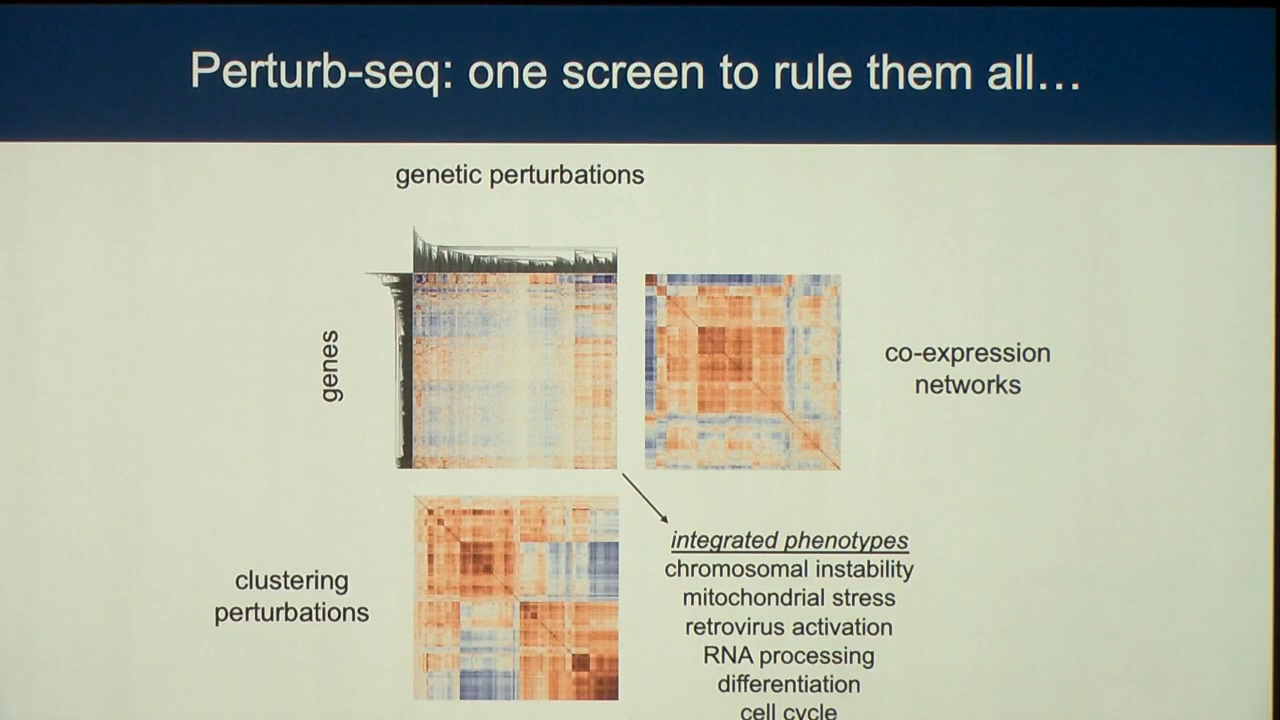 Perturb-seq: one screen to rule them all…
genetic perturbations
genes
co-expression
networks
clustering
perturbations
integrated phenotypes
chromosomal instability
mitochondrial stress
retrovirus activation
RNA processing
differentiation
cell cycle